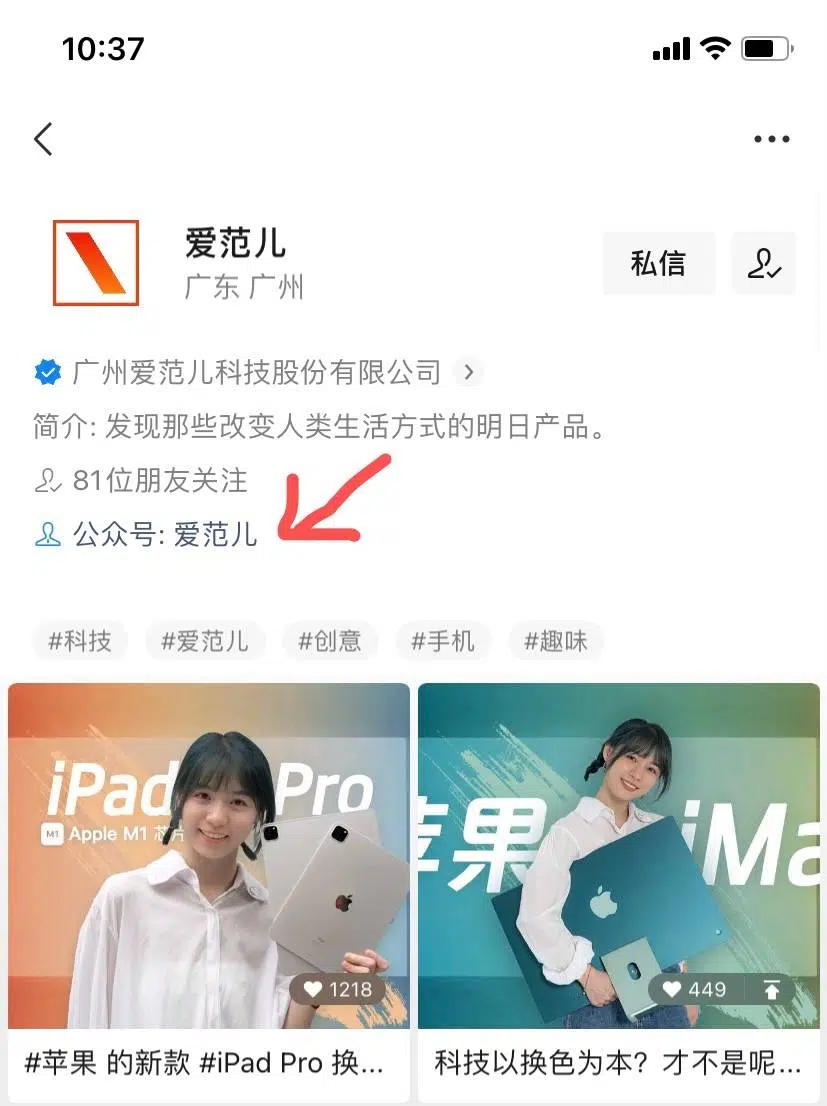 10:37
爱范儿
广东 广州
私信
广州爱范儿科技股份有限公司
简介: 发现那些改变人类生活方式的明日产品。
81位朋友关注
公众号: 爱范儿
#科技 #爱范儿 #创意 #手机 #趣味
iPad Pro
M1 Apple M1 芯片
1218
#苹果 的新款 #iPad Pro 换...
苹果 iMa
449
科技以换色为本？才不是呢...